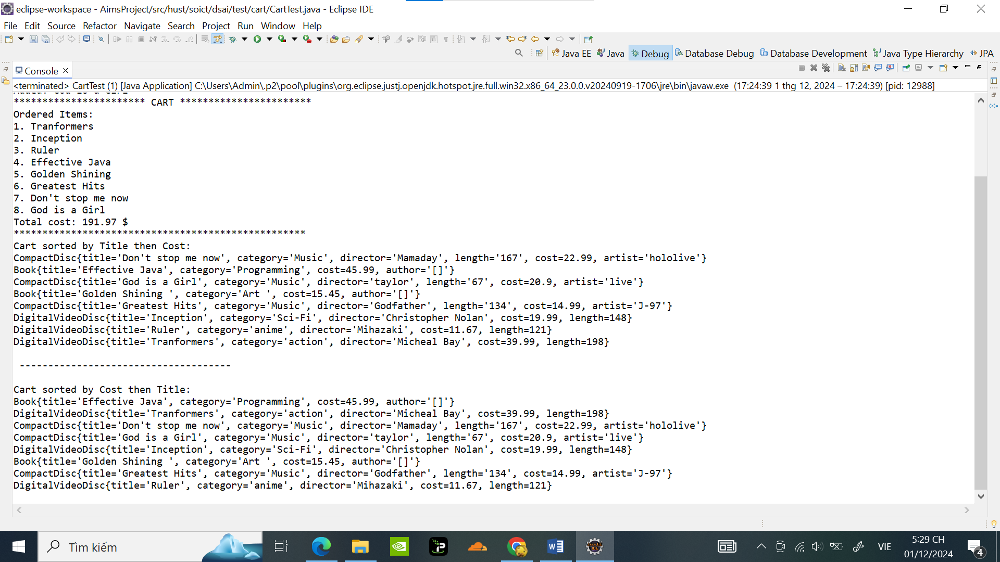 eclipse-workspace - AimsProject/src/hust/soict/dsai/test/cart/CartTest.java - Eclipse IDE
File Edit Source Refactor Navigate Search Project Run Window Help
Java EE Java Debug Database Debug Database Development Java Type Hierarchy JPA
Console
<terminated> CartTest (1) [Java Application] C:\Users\Admin\.p2\pool\plugins\org.eclipse.justj.openjdk.hotspot.jre.full.win32.x86_64_23.0.0.v20240919-1706\jre\bin\javaw.exe (17:24:39 1 thg 12, 2024 – 17:24:39) [pid: 12988]
*********************** CART ***********************
Ordered Items:
1. Tranformers
2. Inception
3. Ruler
4. Effective Java
5. Golden Shining
6. Greatest Hits
7. Don't stop me now
8. God is a Girl
Total cost: 191.97 $
***************************************************
Cart sorted by Title then Cost:
CompactDisc{title='Don't stop me now', category='Music', director='Mamaday', length='167', cost=22.99, artist='hololive'}
Book{title='Effective Java', category='Programming', cost=45.99, author='[]'}
CompactDisc{title='God is a Girl', category='Music', director='taylor', length='67', cost=20.9, artist='live'}
Book{title='Golden Shining ', category='Art ', cost=15.45, author='[]'}
CompactDisc{title='Greatest Hits', category='Music', director='Godfather', length='134', cost=14.99, artist='J-97'}
DigitalVideoDisc{title='Inception', category='Sci-Fi', director='Christopher Nolan', cost=19.99, length=148}
DigitalVideoDisc{title='Ruler', category='anime', director='Mihazaki', cost=11.67, length=121}
DigitalVideoDisc{title='Tranformers', category='action', director='Micheal Bay', cost=39.99, length=198}
-------------------------------------
Cart sorted by Cost then Title:
Book{title='Effective Java', category='Programming', cost=45.99, author='[]'}
DigitalVideoDisc{title='Tranformers', category='action', director='Micheal Bay', cost=39.99, length=198}
CompactDisc{title='Don't stop me now', category='Music', director='Mamaday', length='167', cost=22.99, artist='hololive'}
CompactDisc{title='God is a Girl', category='Music', director='taylor', length='67', cost=20.9, artist='live'}
DigitalVideoDisc{title='Inception', category='Sci-Fi', director='Christopher Nolan', cost=19.99, length=148}
Book{title='Golden Shining ', category='Art ', cost=15.45, author='[]'}
CompactDisc{title='Greatest Hits', category='Music', director='Godfather', length='134', cost=14.99, artist='J-97'}
DigitalVideoDisc{title='Ruler', category='anime', director='Mihazaki', cost=11.67, length=121}
Tìm kiếm
VIE
5:29 CH
01/12/2024
4